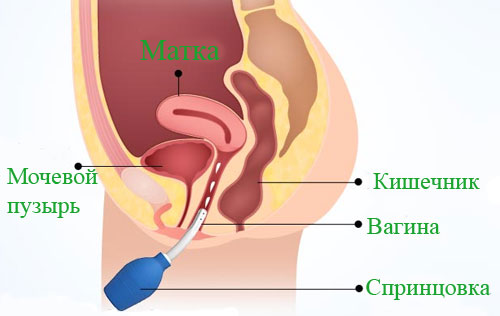 Матка
Мочевой
пузырь
Кишечник
Вагина
Спринцовка